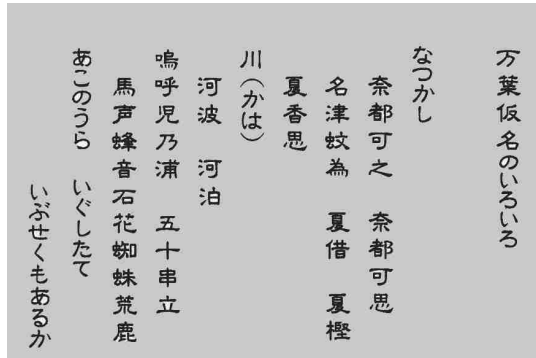 万葉仮名のいろいろ
なつかし
奈都可之　奈都可思
名津蚊為　夏借　夏樫
夏香思
川（かは）
河波　河泊
嗚呼児乃浦　五十串立
馬声蜂音石花蜘蛛荒鹿
あこのうら　いぐしたて
いぶせくもあるか